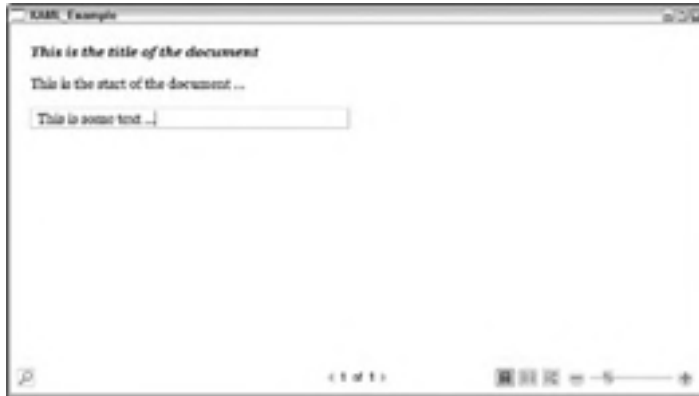 XAML_Example
This is the title of the document
This is the start of the document ...
This is some text ...
< 1 of 1 >